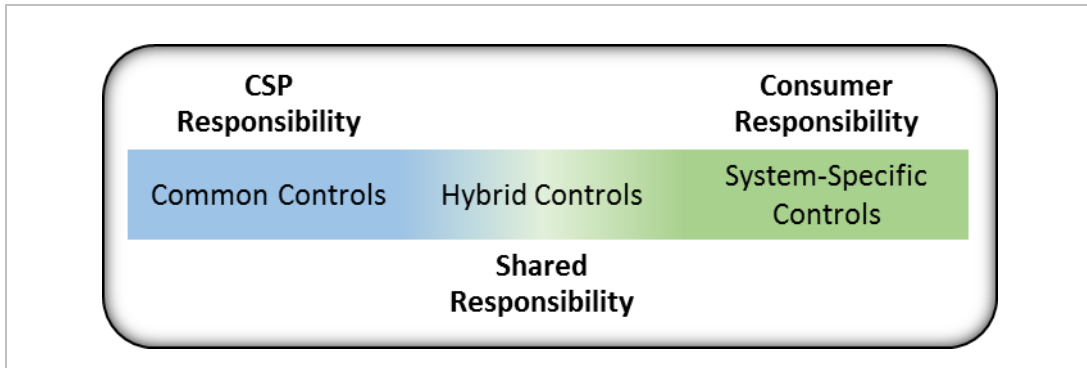 CSP
Responsibility
Consumer
Responsibility
Common Controls
Hybrid Controls
System-Specific
Controls
Shared
Responsibility